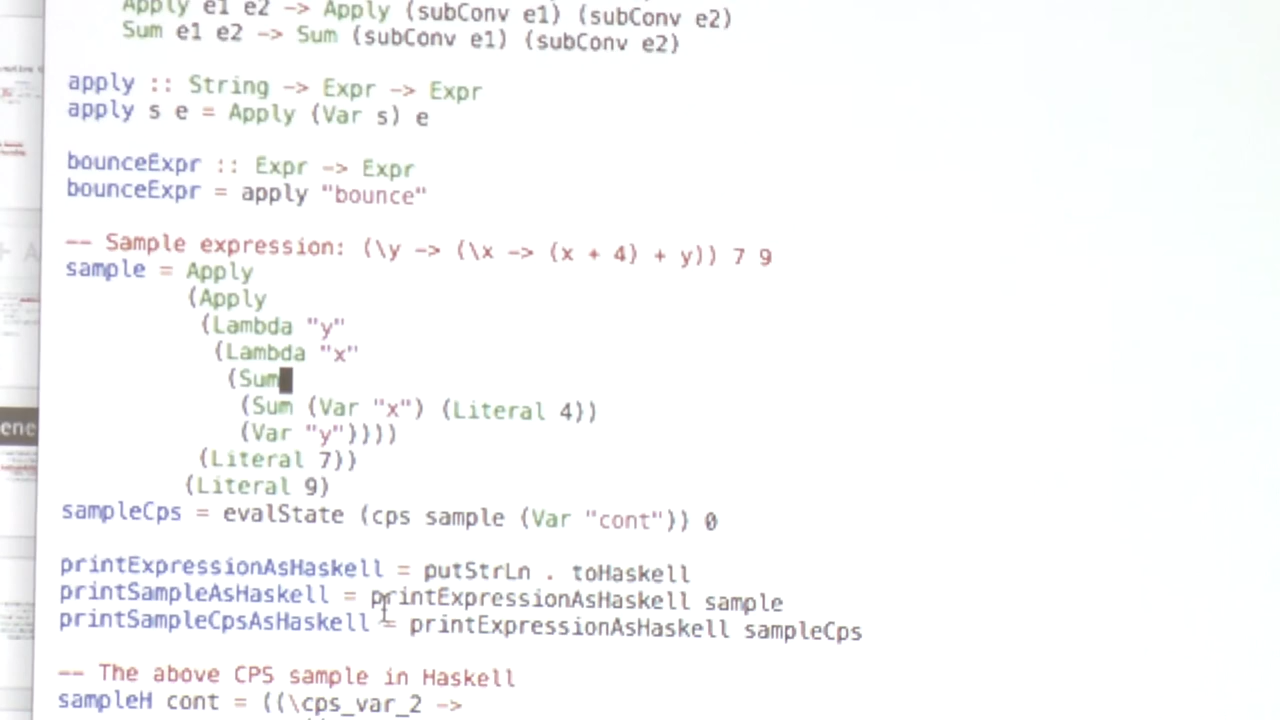 Apply e1 e2 -> Apply (subConv e1) (subConv e2)
Sum e1 e2 -> Sum (subConv e1) (subConv e2)
apply :: String -> Expr -> Expr
apply s e = Apply (Var s) e
bounceExpr :: Expr -> Expr
bounceExpr = apply "bounce"
-- Sample expression: (\y -> (\x -> (x + 4) + y)) 7 9
sample = Apply
(Apply
(Lambda "y"
(Lambda "x"
(Sum
(Sum (Var "x") (Literal 4))
(Var "y"))))
(Literal 7))
(Literal 9)
sampleCps = evalState (cps sample (Var "cont")) 0
printExpressionAsHaskell = putStrLn . toHaskell
printSampleAsHaskell = printExpressionAsHaskell sample
printSampleCpsAsHaskell = printExpressionAsHaskell sampleCps
-- The above CPS sample in Haskell
sampleH cont = ((\cps_var_2 ->